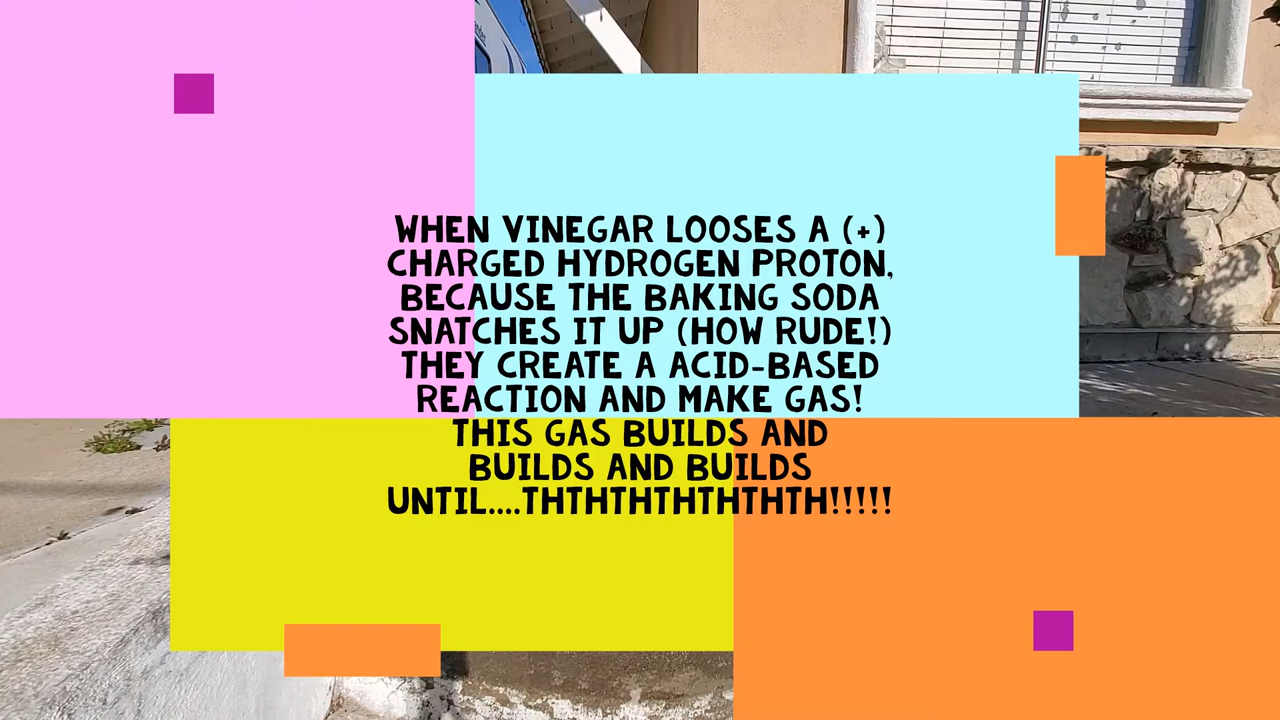 WHEN VINEGAR LOOSES A (+)
CHARGED HYDROGEN PROTON,
BECAUSE THE BAKING SODA
SNATCHES IT UP (HOW RUDE!)
THEY CREATE A ACID-BASED
REACTION AND MAKE GAS!
THIS GAS BUILDS AND
BUILDS AND BUILDS
UNTIL....THTHTHTHTHTHTH!!!!!